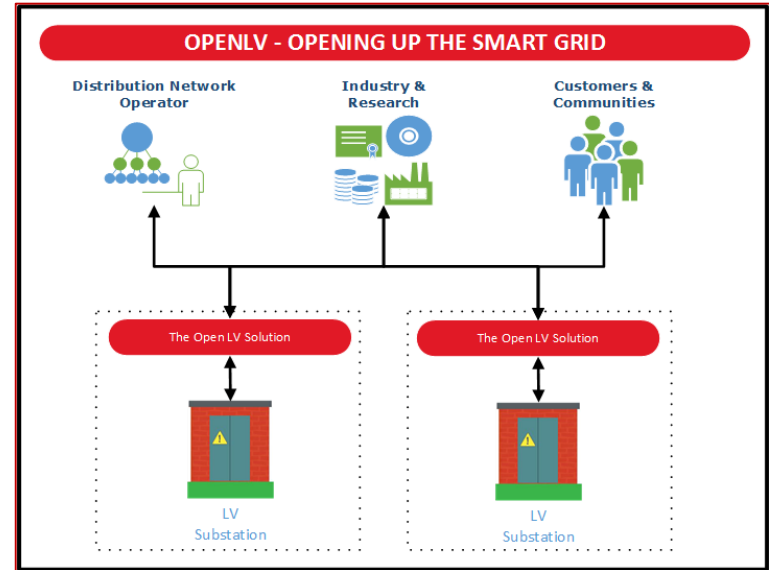 OPENLV - OPENING UP THE SMART GRID
Distribution Network
Operator
Industry &
Research
Customers &
Communities
The Open LV Solution
The Open LV Solution
LV
Substation
LV
Substation